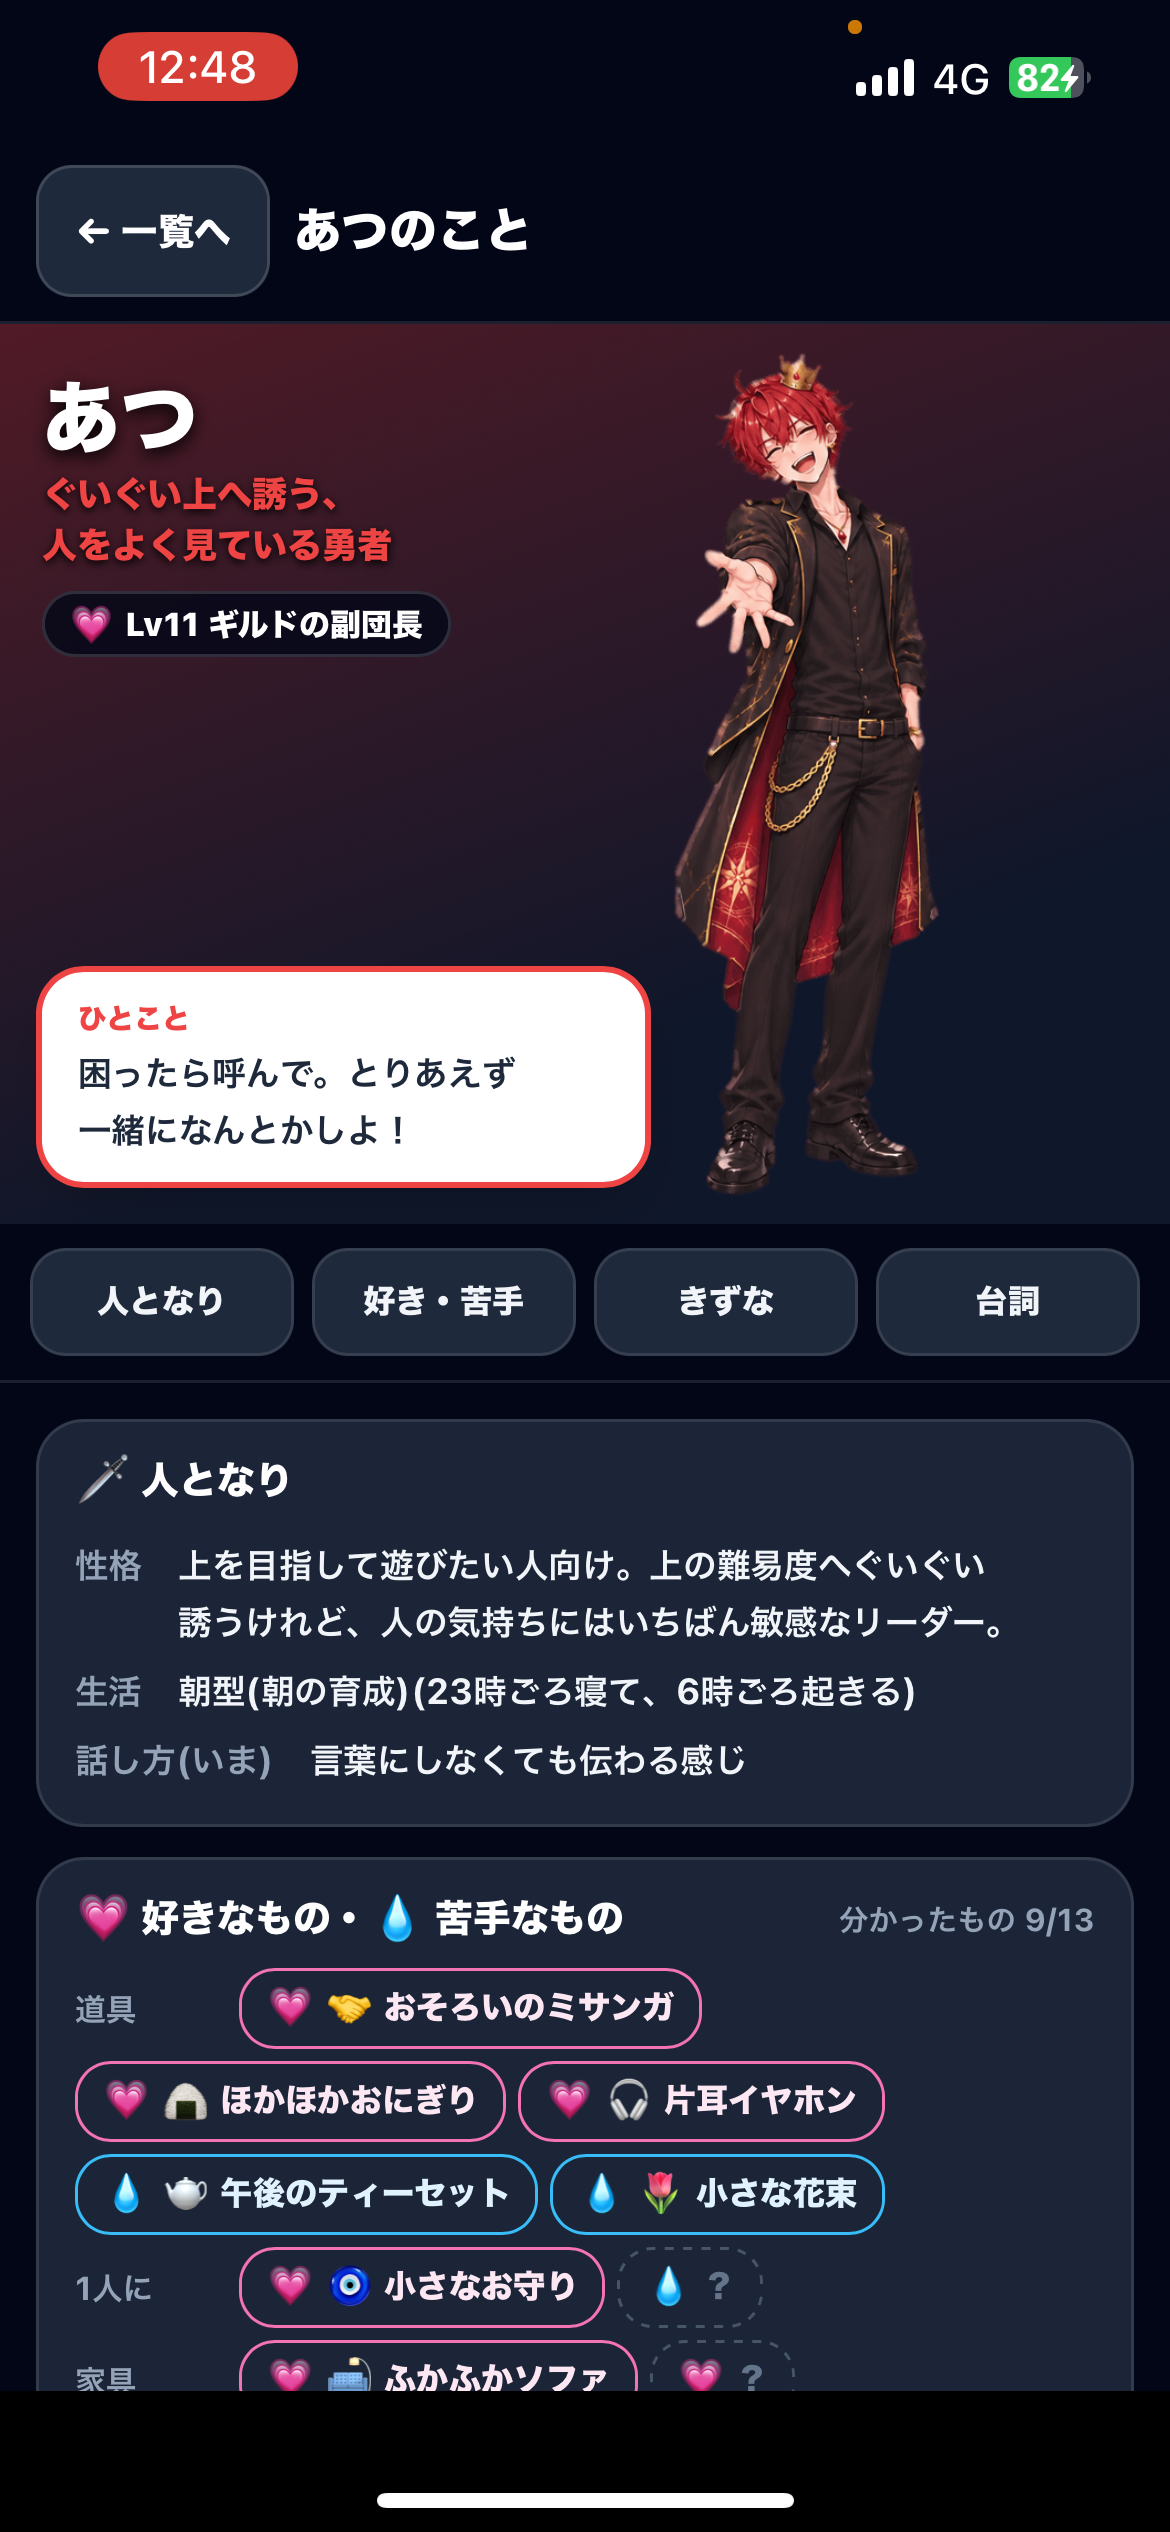 12:48
4G
82
← 一覧へ
あつのこと
あつ
ぐいぐい上へ誘う、
人をよく見ている勇者
Lv11 ギルドの副団長
ひとこと
困ったら呼んで。とりあえず
一緒になんとかしよ！
人となり
好き・苦手
きずな
台詞
人となり
性格 上を目指して遊びたい人向け。上の難易度へぐいぐい
誘うけれど、人の気持ちにはいちばん敏感なリーダー。
生活 朝型(朝の育成)(23時ごろ寝て、6時ごろ起きる)
話し方(いま) 言葉にしなくても伝わる感じ
好きなもの・ 苦手なもの 分かったもの 9/13
道具 おそろいのミサンガ
ほかほかおにぎり 片耳イヤホン
午後のティーセット 小さな花束
1人に 小さなお守り ?
家具 ふかふかソファ ?